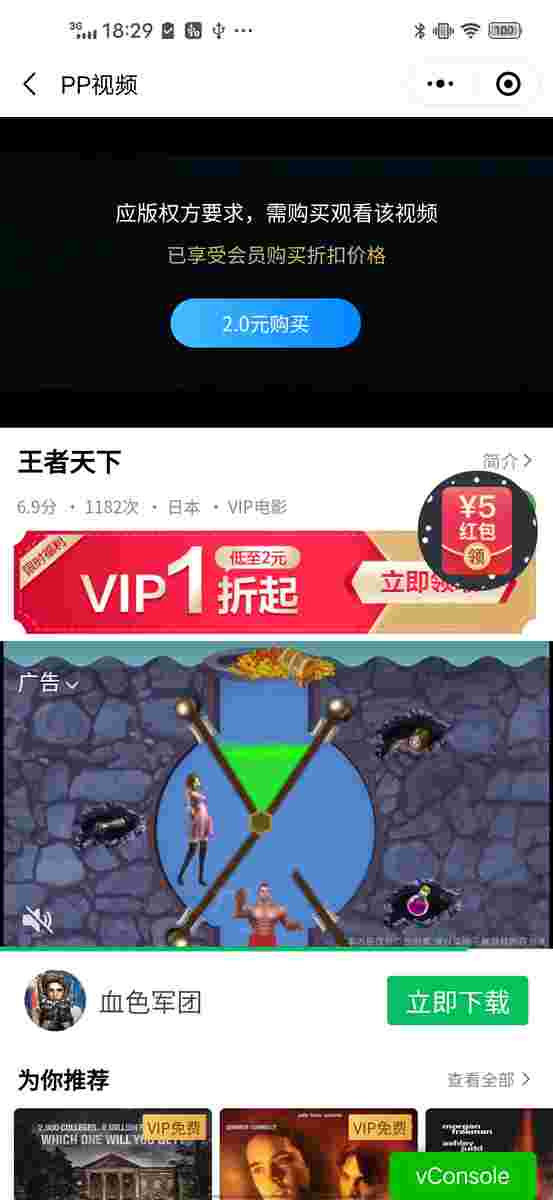 3G 18:29 100
PP视频
应版权方要求，需购买观看该视频
已享受会员购买折扣价格
2.0元购买
王者天下
简介
6.9分 · 1182次 · 日本 · VIP电影
¥5
红包
领
限时福利
VIP1折起
低至2元
立即领
广告
血色军团
立即下载
为你推荐
查看全部
VIP免费
WHICH ONE WILL YOU GET?
VIP免费
morgan
freeman
ashley
judd
vConsole